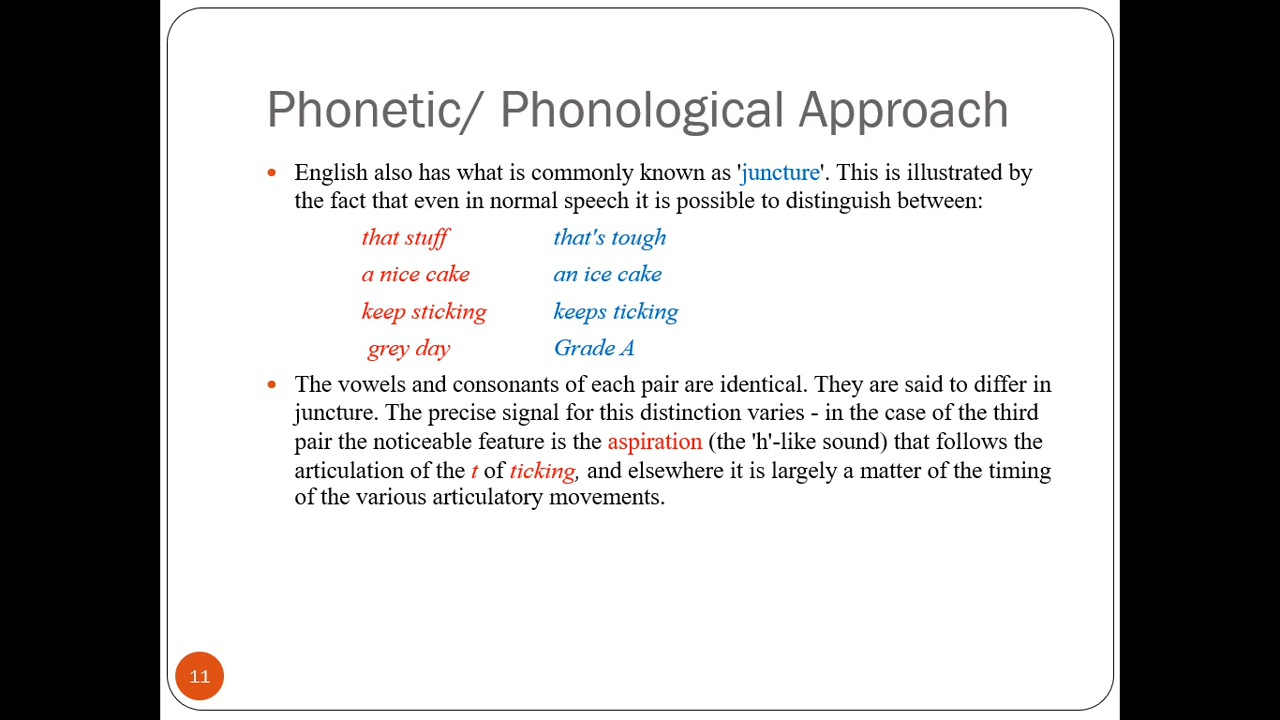 Phonetic/ Phonological Approach
• English also has what is commonly known as 'juncture'. This is illustrated by
the fact that even in normal speech it is possible to distinguish between:
that stuff that's tough
a nice cake an ice cake
keep sticking keeps ticking
grey day Grade A
• The vowels and consonants of each pair are identical. They are said to differ in
juncture. The precise signal for this distinction varies - in the case of the third
pair the noticeable feature is the aspiration (the 'h'-like sound) that follows the
articulation of the t of ticking, and elsewhere it is largely a matter of the timing
of the various articulatory movements.
11